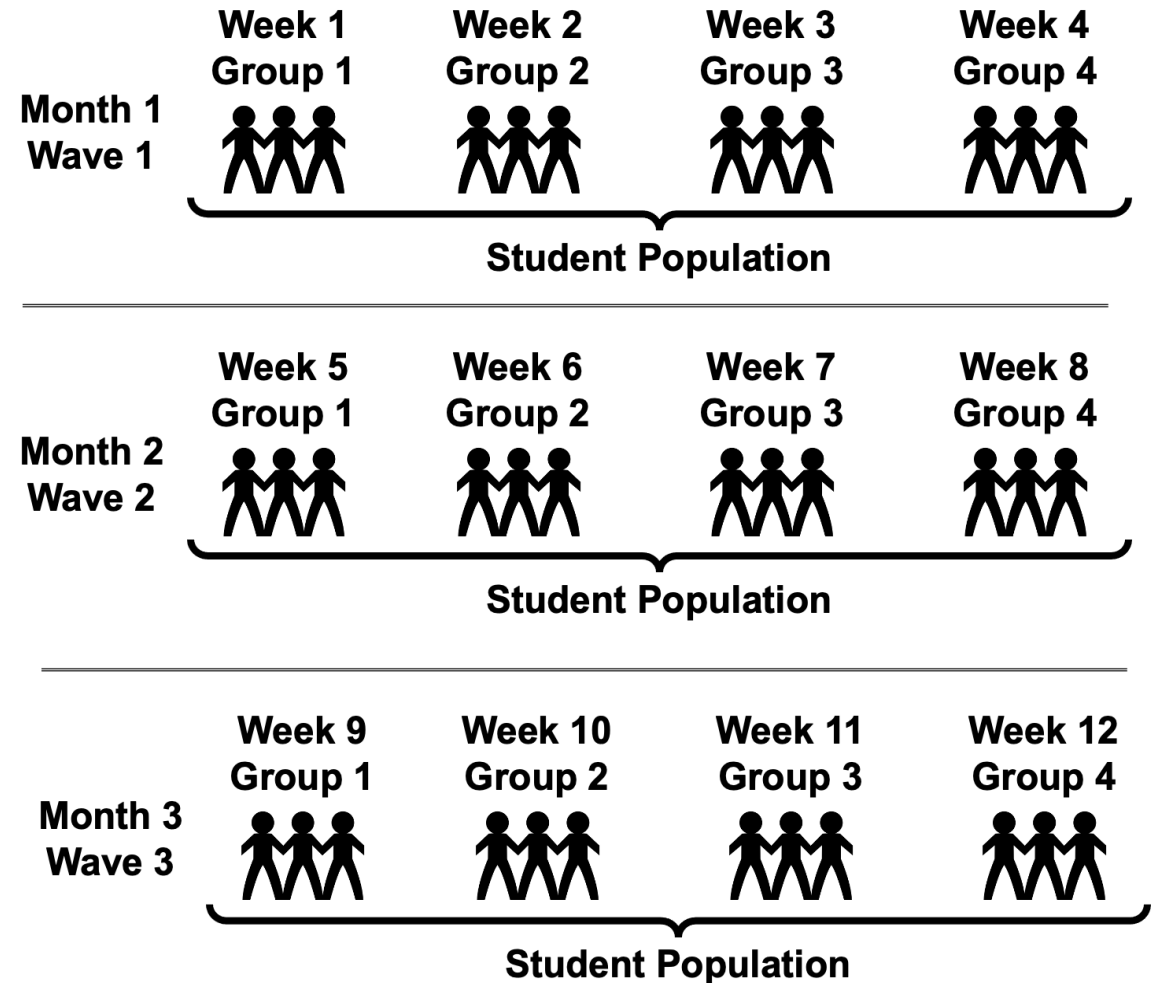 Week 1
Group 1
Week 2
Group 2
Week 3
Group 3
Week 4
Group 4
Month 1
Wave 1
Student Population
Week 5
Group 1
Week 6
Group 2
Week 7
Group 3
Week 8
Group 4
Month 2
Wave 2
Student Population
Week 9
Group 1
Week 10
Group 2
Week 11
Group 3
Week 12
Group 4
Month 3
Wave 3
Student Population